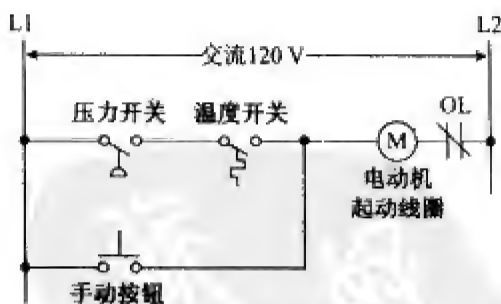 L1
L2
交流120 V
压力开关
温度开关
OL
M
电动机
起动线圈
手动按钮